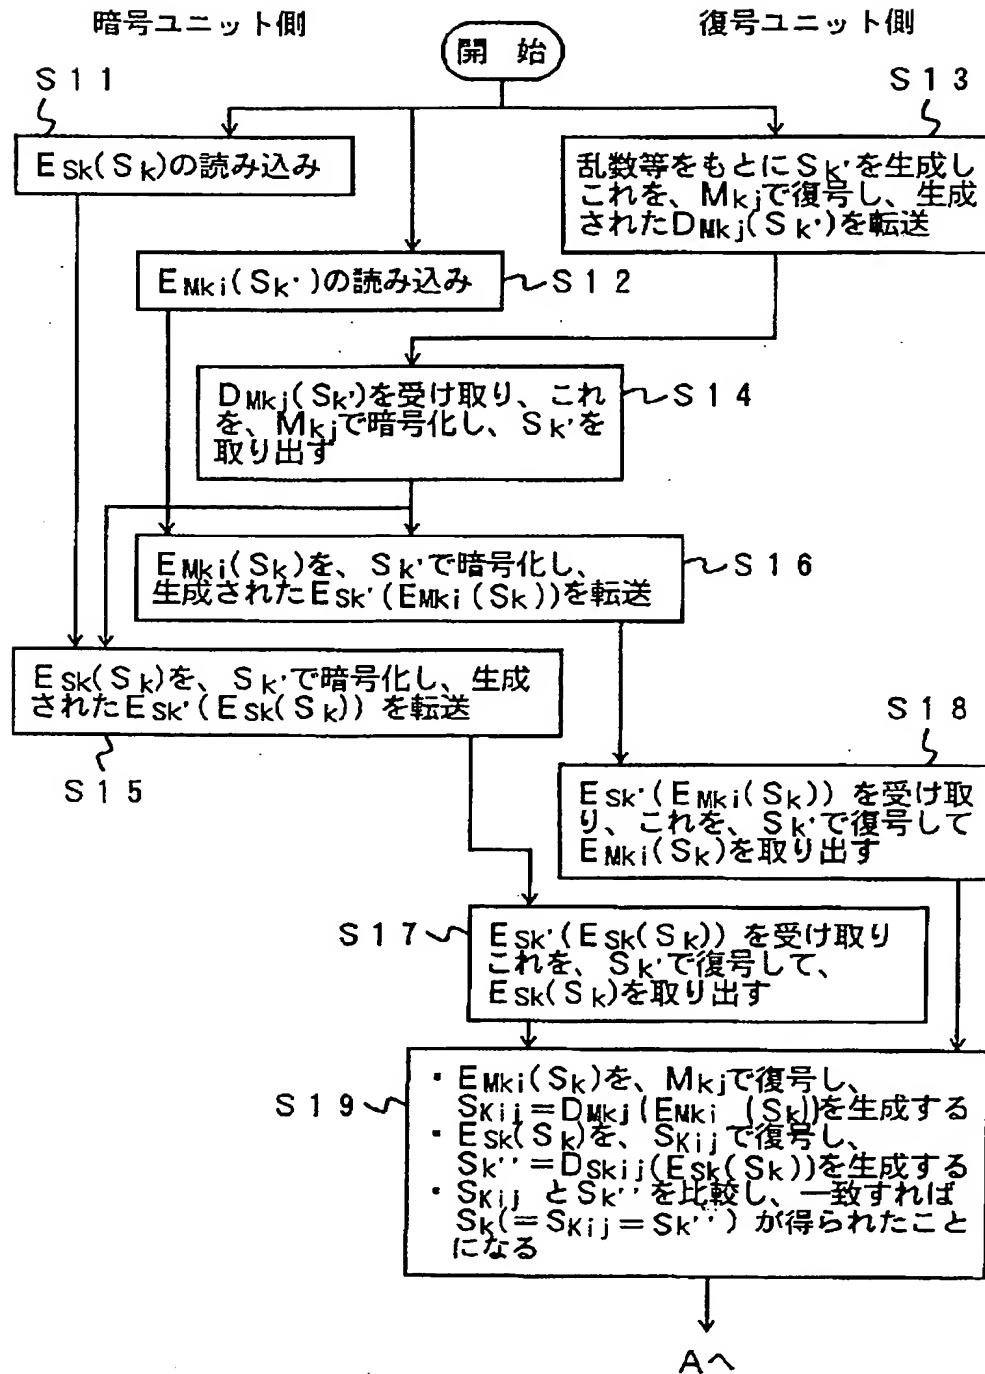 暗号ユニット側
復号ユニット側
開 始
S11
S13
ESk(Sk)の読み込み
乱数等をもとにSk'を生成し
これを、Mkjで復号し、生成
されたDMkj(Sk')を転送
EMki(Sk')の読み込み
S12
DMkj(Sk')を受け取り、これ
を、Mkjで暗号化し、Sk'を
取り出す
S14
EMki(Sk)を、Sk'で暗号化し、
生成されたESk'(EMki(Sk))を転送
S16
ESk(Sk)を、Sk'で暗号化し、生成
されたESk'(ESk(Sk))を転送
S15
S18
ESk'(EMki(Sk))を受け取
り、これを、Sk'で復号して
EMki(Sk)を取り出す
S17
ESk'(ESk(Sk))を受け取り
これを、Sk'で復号して、
ESk(Sk)を取り出す
S19
・EMki(Sk)を、Mkjで復号し、
SKij=DMkj(EMki(Sk))を生成する
・ESk(Sk)を、SKijで復号し、
Sk''=DSkij(ESk(Sk))を生成する
・SKijとSk''を比較し、一致すれば
Sk(=SKij=Sk'')が得られたこと
になる
Aへ